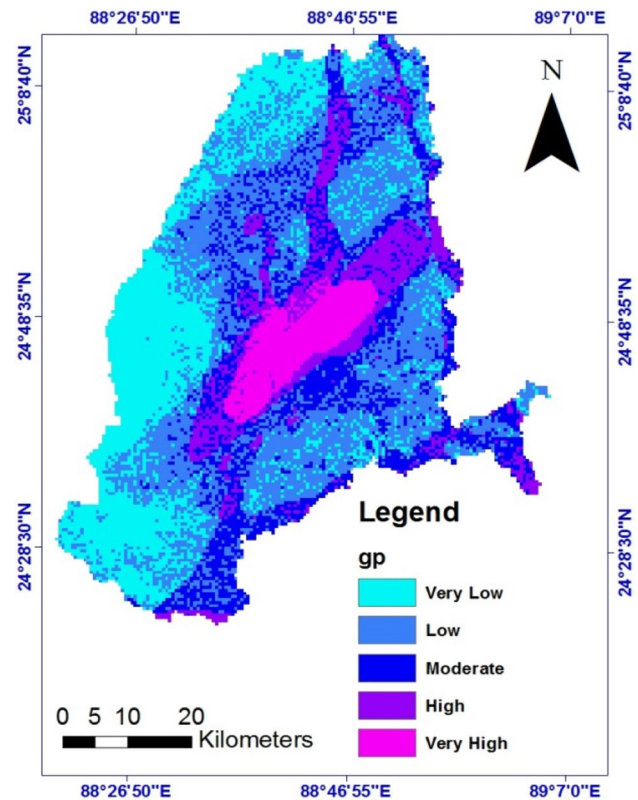 88°26'50"E 88°46'55"E 89°7'0"E
N
25°8'40"N 25°8'40"N
24°48'35"N 24°48'35"N
24°28'30"N 24°28'30"N
Legend
gp
Very Low
Low
Moderate
High
Very High
0 5 10 20
Kilometers
88°26'50"E 88°46'55"E 89°7'0"E